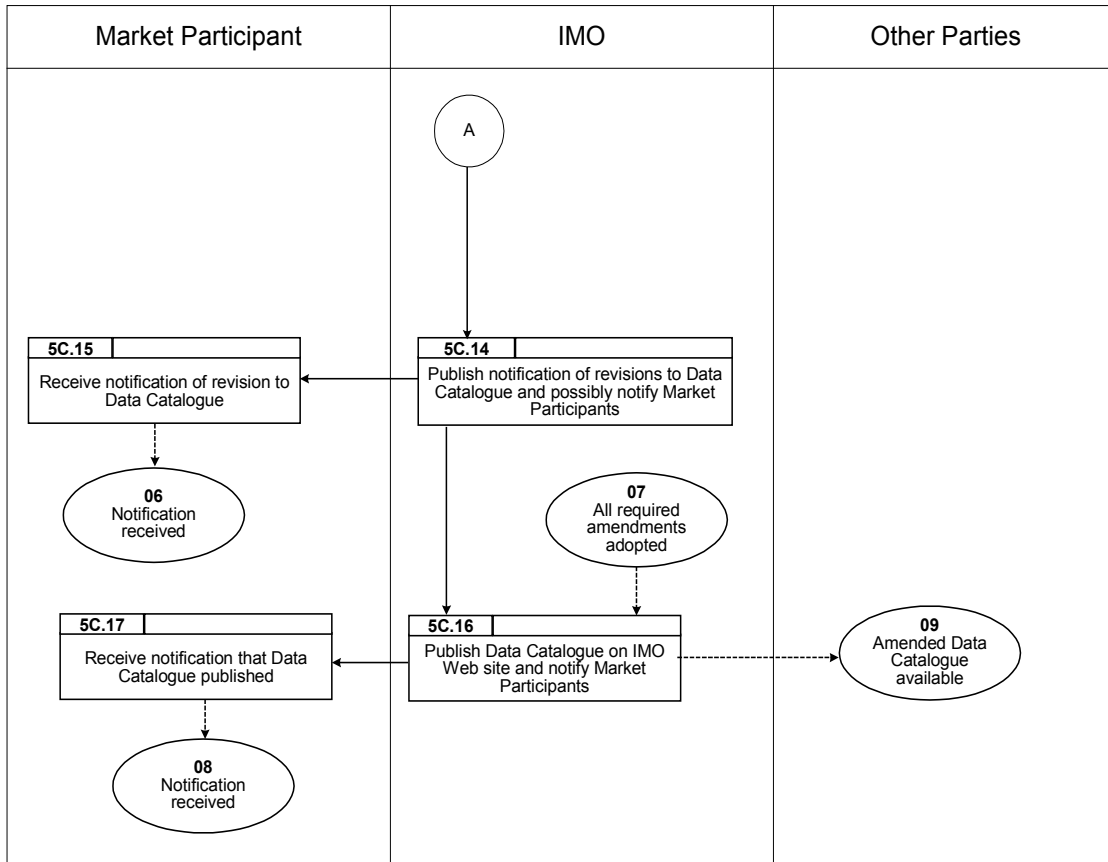 Market Participant
IMO
Other Parties
A
5C.15
Receive notification of revision to
Data Catalogue
5C.14
Publish notification of revisions to Data
Catalogue and possibly notify Market
Participants
06
Notification
received
07
All required
amendments
adopted
5C.17
Receive notification that Data
Catalogue published
5C.16
Publish Data Catalogue on IMO
Web site and notify Market
Participants
09
Amended Data
Catalogue
available
08
Notification
received